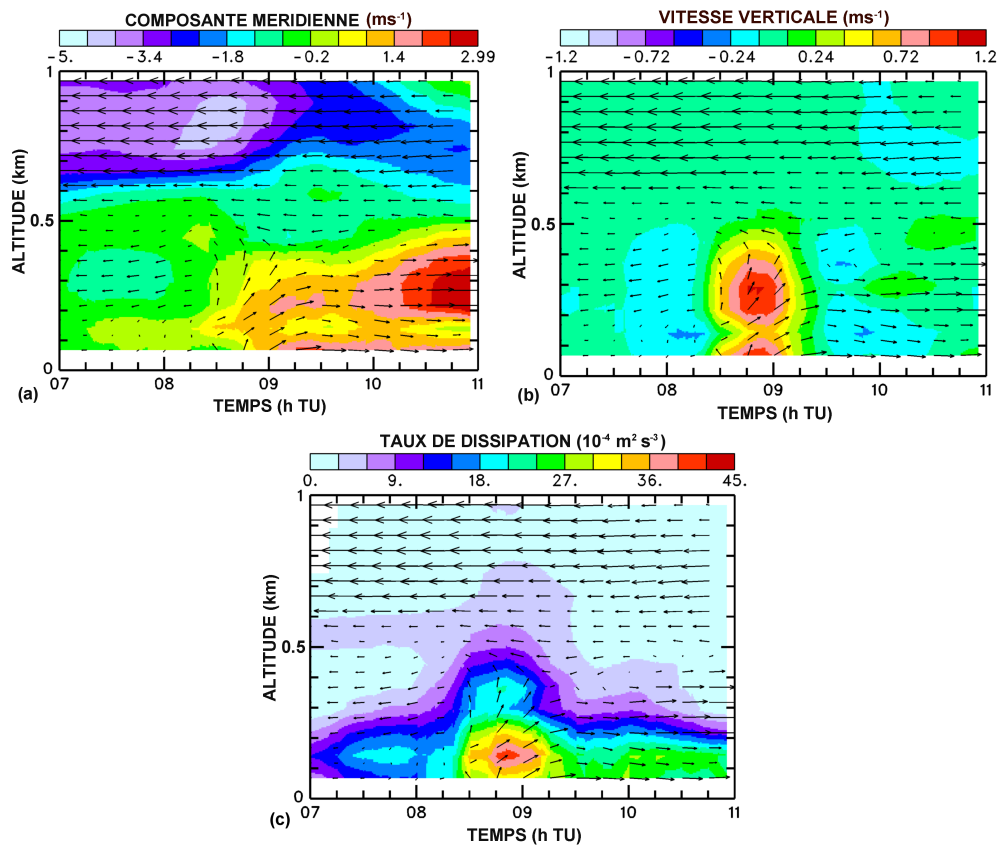 COMPOSANTE MERIDIENNE (ms⁻¹)
−5. −3.4 −1.8 −0.2 1.4 2.99
1
0.5
0
ALTITUDE (km)
07 08 09 10 11
TEMPS (h TU)
(a)
VITESSE VERTICALE (ms⁻¹)
−1.2 −0.72 −0.24 0.24 0.72 1.2
1
0.5
0
ALTITUDE (km)
07 08 09 10 11
TEMPS (h TU)
(b)
TAUX DE DISSIPATION (10⁻⁴ m² s⁻³)
0. 9. 18. 27. 36. 45.
1
0.5
0
ALTITUDE (km)
07 08 09 10 11
TEMPS (h TU)
(c)